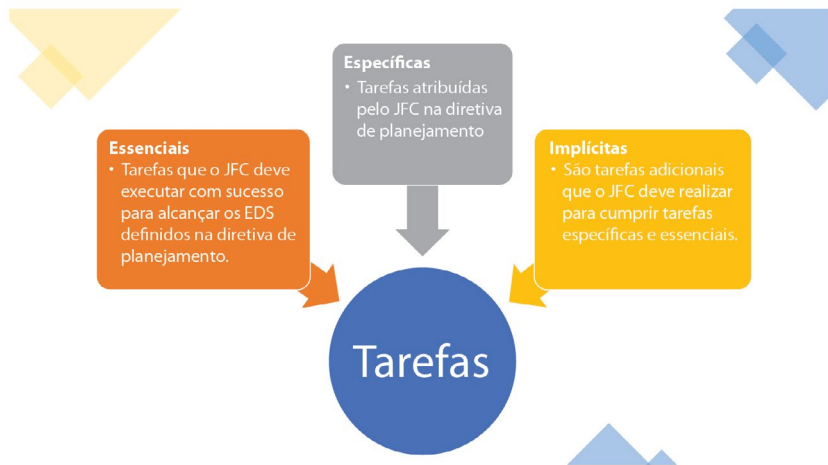 Essenciais
• Tarefas que o JFC deve
executar com sucesso
para alcançar os EDS
definidos na diretiva de
planejamento.
Específicas
• Tarefas atribuídas
pelo JFC na diretiva
de planejamento
Implícitas
• São tarefas adicionais
que o JFC deve realizar
para cumprir tarefas
específicas e essenciais.
Tarefas